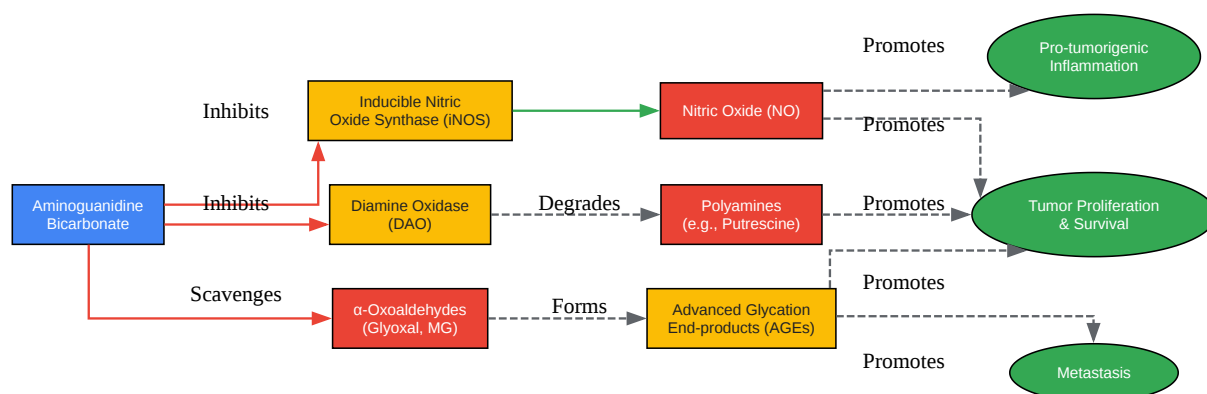 Promotes
Pro-tumorigenic
Inflammation
Inhibits
Inducible Nitric
Oxide Synthase (iNOS)
Nitric Oxide (NO)
Promotes
Aminoguanidine
Bicarbonate
Inhibits
Diamine Oxidase
(DAO)
Degrades
Polyamines
(e.g., Putrescine)
Promotes
Tumor Proliferation
& Survival
Scavenges
α-Oxoaldehydes
(Glyoxal, MG)
Forms
Advanced Glycation
End-products (AGEs)
Promotes
Promotes
Metastasis